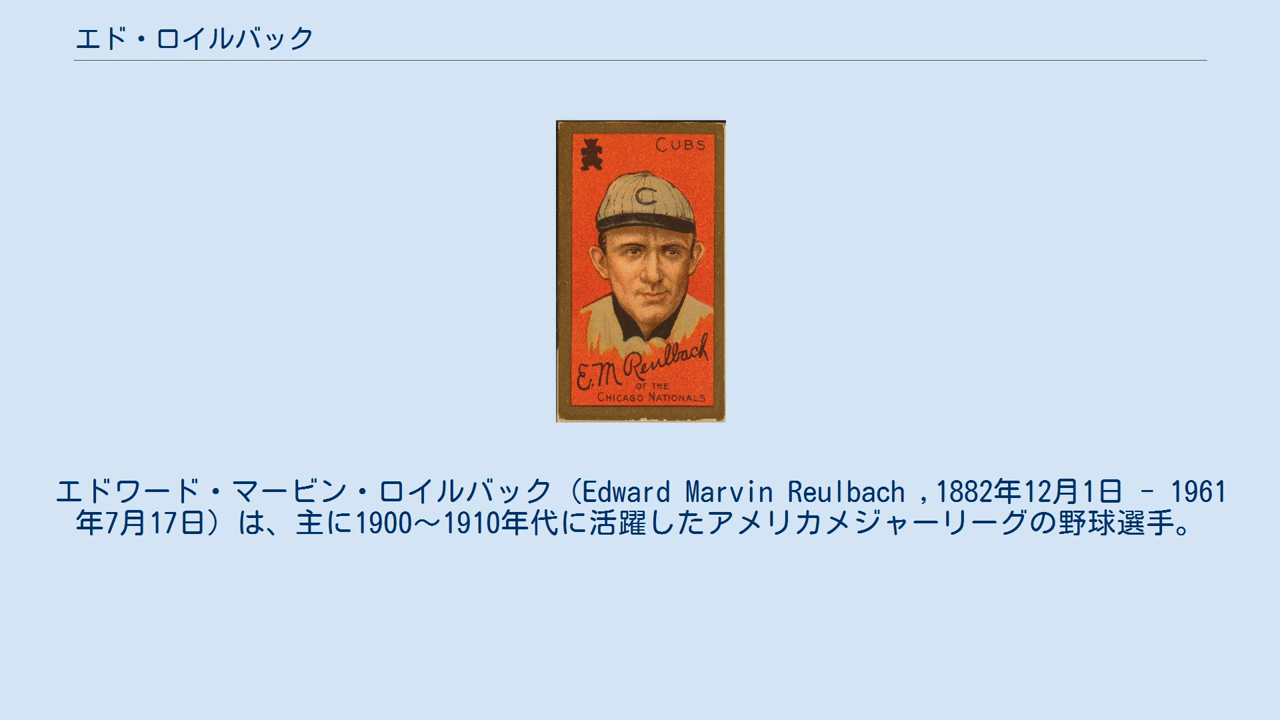 エド・ロイルバック
CUBS
C
E.M Reulbach
OF THE
CHICAGO NATIONALS
エドワード・マービン・ロイルバック（Edward Marvin Reulbach ,1882年12月1日 - 1961
年7月17日）は、主に1900～1910年代に活躍したアメリカメジャーリーグの野球選手。